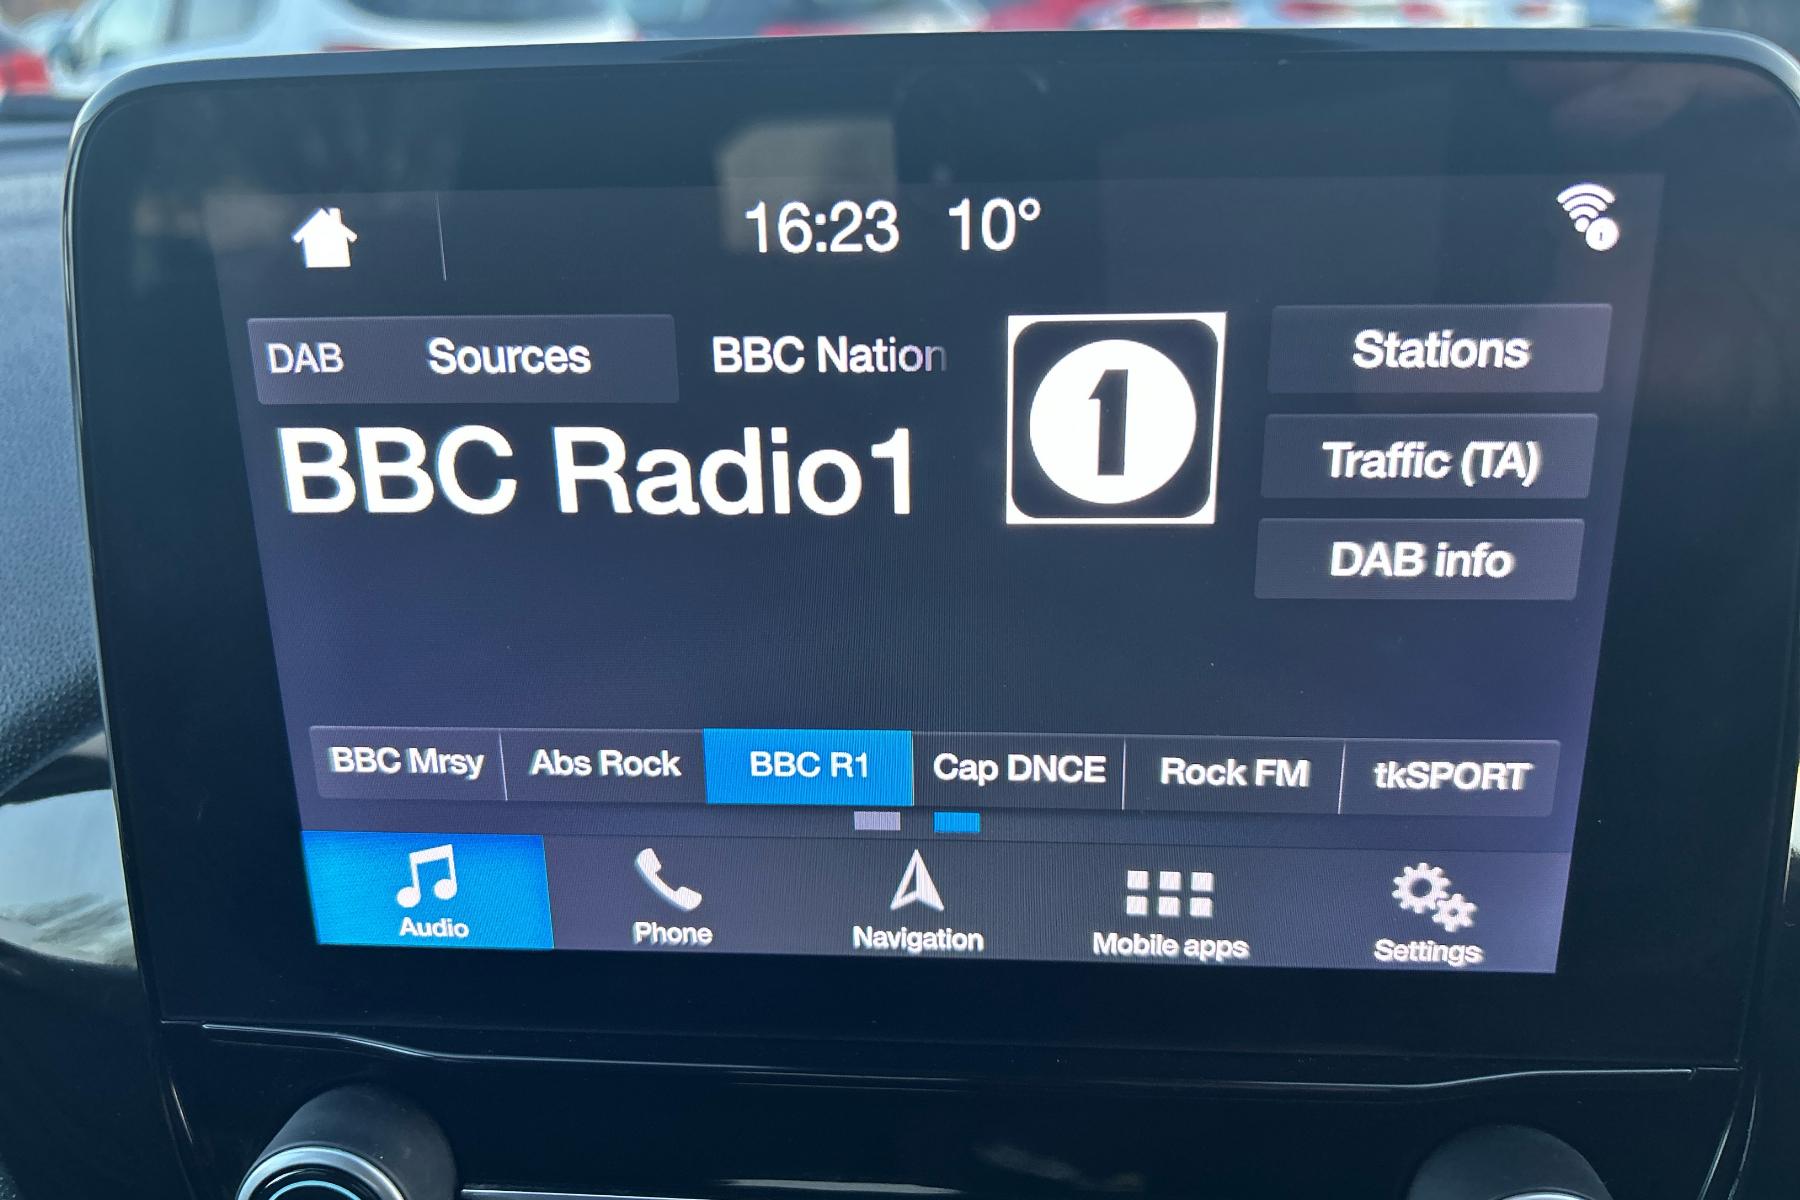 16:23 10°
DAB Sources BBC Nation
1
Stations
BBC Radio1
Traffic (TA)
DAB info
BBC Mrsy Abs Rock BBC R1 Cap DNCE Rock FM tkSPORT
Audio Phone Navigation Mobile apps Settings